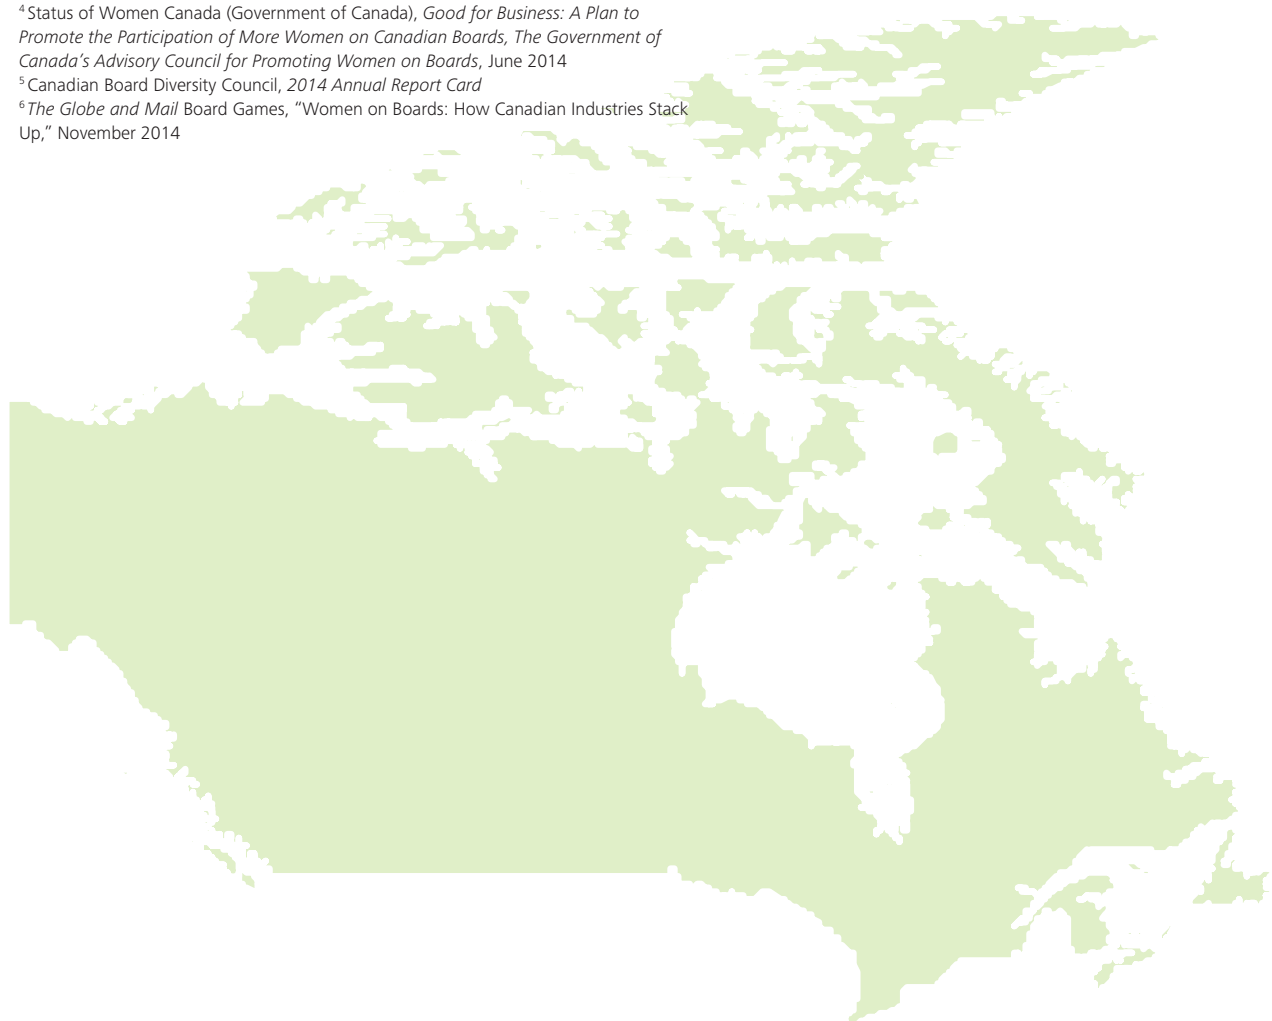 ⁴ Status of Women Canada (Government of Canada), Good for Business: A Plan to
Promote the Participation of More Women on Canadian Boards, The Government of
Canada’s Advisory Council for Promoting Women on Boards, June 2014
⁵ Canadian Board Diversity Council, 2014 Annual Report Card
⁶ The Globe and Mail Board Games, “Women on Boards: How Canadian Industries Stack
Up,” November 2014